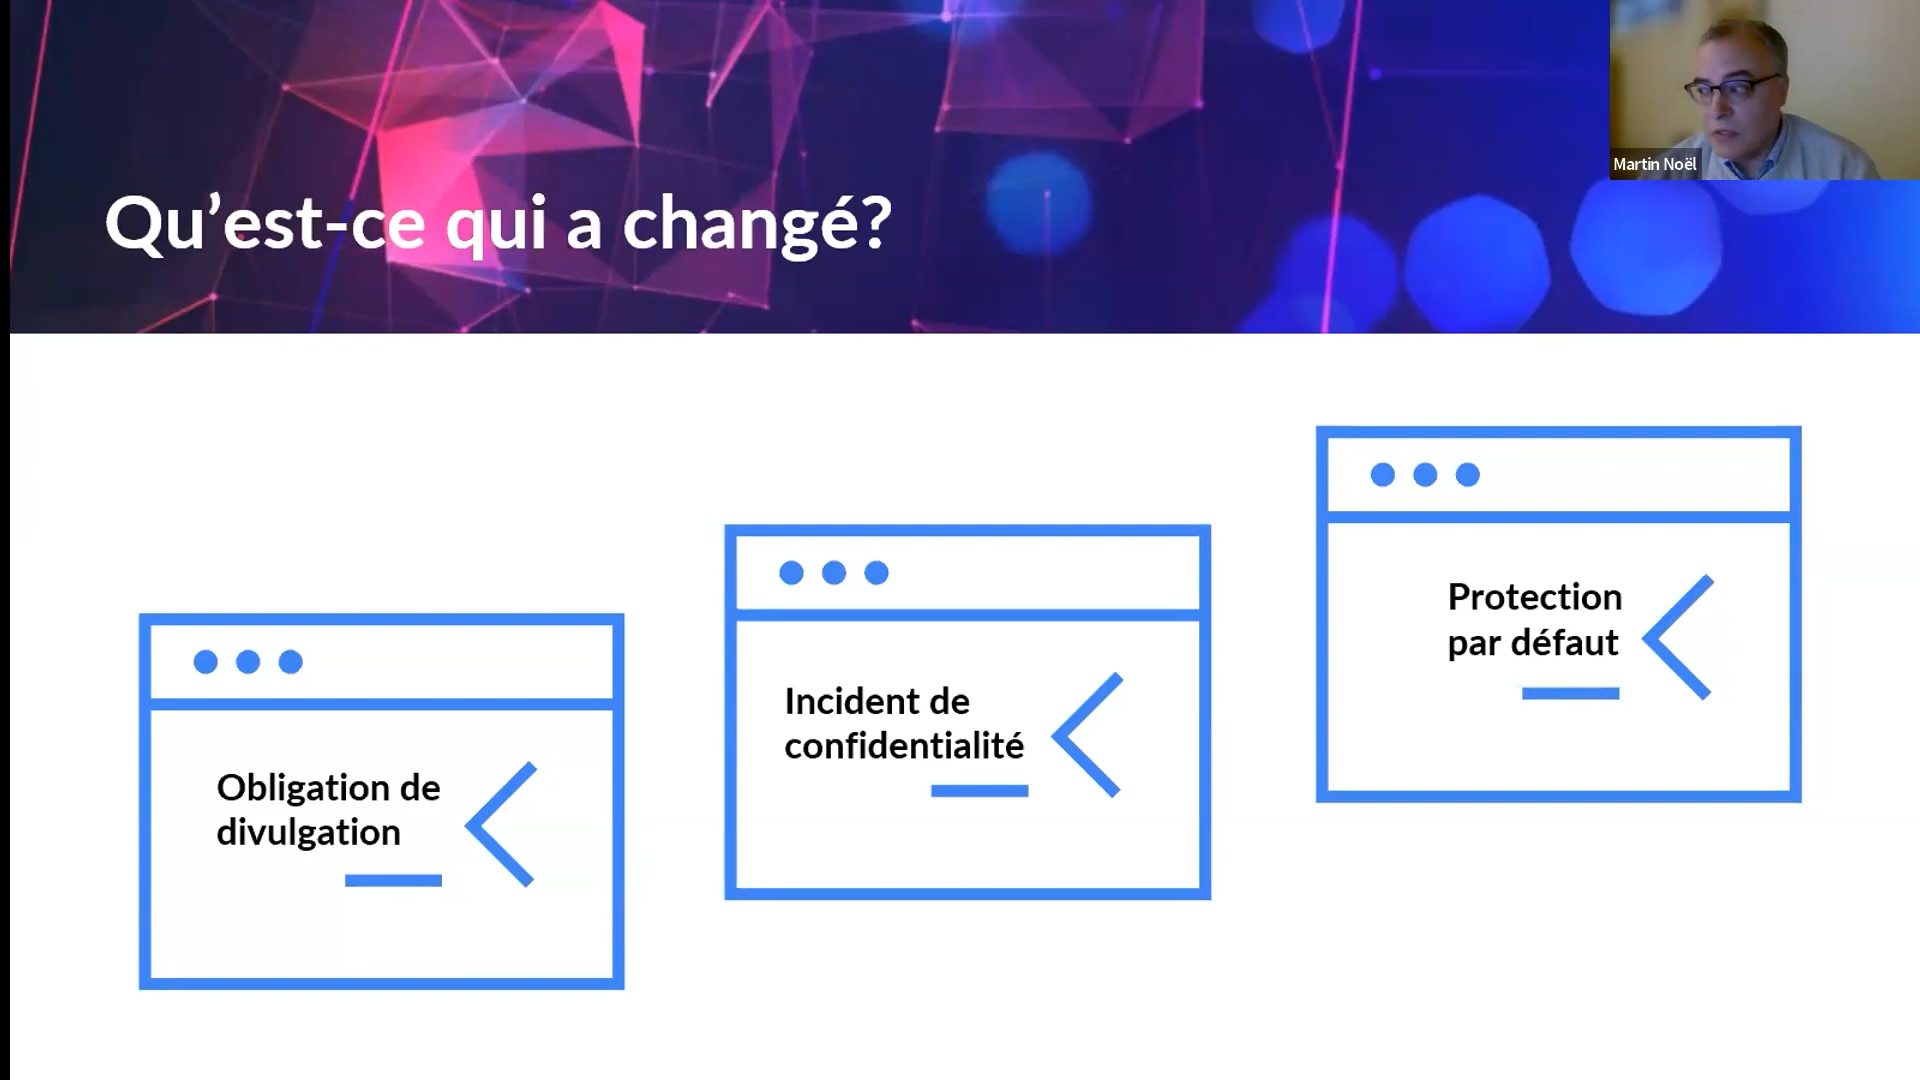 Martin Noël
Qu’est-ce qui a changé?
Obligation de
divulgation
Incident de
confidentialité
Protection
par défaut